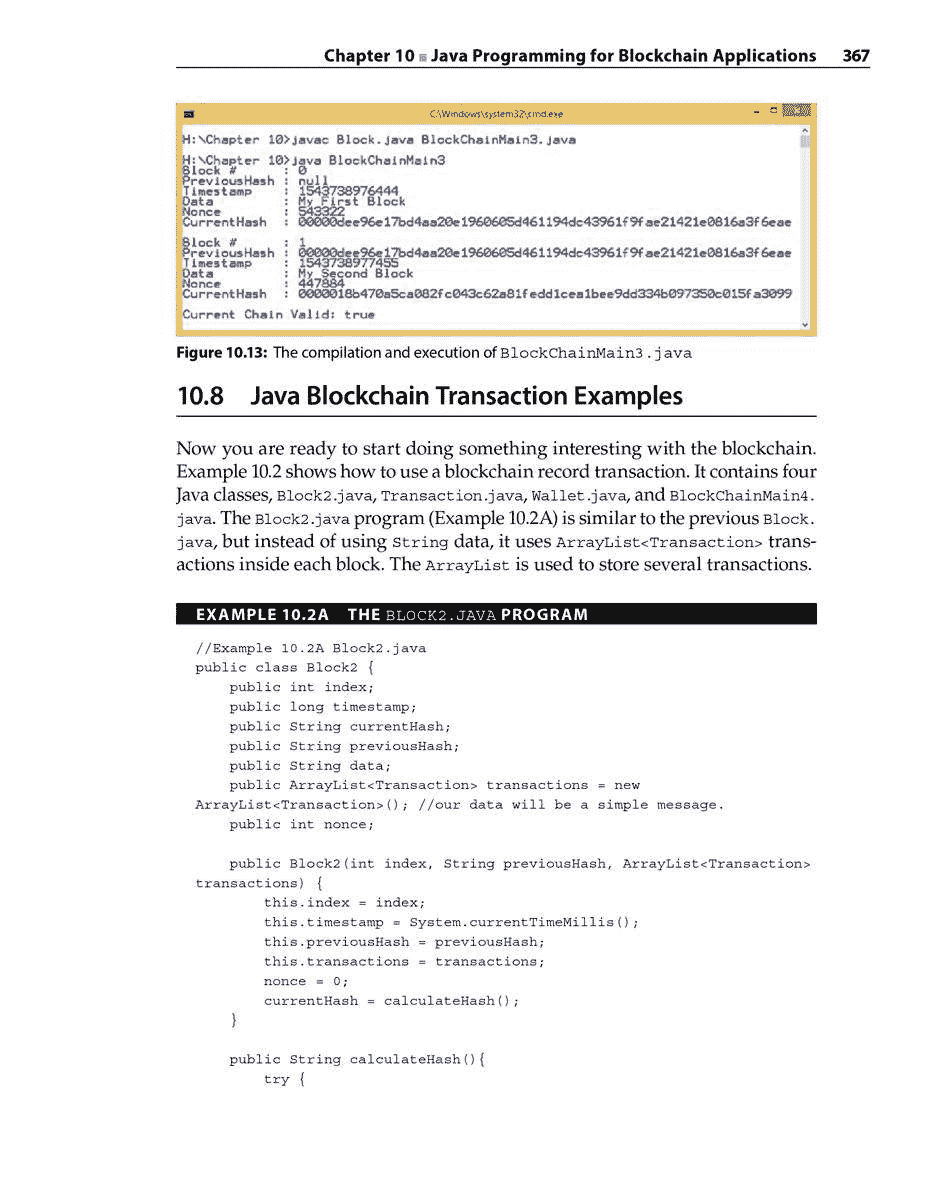 Chapter 10 ■ Java Programming for Blockchain Applications 367
C:\Windows\system32\cmd.exe
H:\Chapter 10>javac Block.java BlockChainMain3.java
H:\Chapter 10>java BlockChainMain3
Block # : 0
PreviousHash : null
Timestamp : 1543738976444
Data : My First Block
Nonce : 543322
CurrentHash : 00000dee96e17bd4aa20e1960605d461194dc43961f9fae21421e0816a3f6eae
Block # : 1
PreviousHash : 00000dee96e17bd4aa20e1960605d461194dc43961f9fae21421e0816a3f6eae
Timestamp : 1543738977455
Data : My Second Block
Nonce : 447884
CurrentHash : 0000018b470a5ca082fc043c62a81fedd1cea1bee9dd334b097350c015fa3099
Current Chain Valid: true
Figure 10.13: The compilation and execution of BlockChainMain3.java
10.8 Java Blockchain Transaction Examples
Now you are ready to start doing something interesting with the blockchain.
Example 10.2 shows how to use a blockchain record transaction. It contains four
Java classes, Block2.java, Transaction.java, Wallet.java, and BlockChainMain4.
java. The Block2.java program (Example 10.2A) is similar to the previous Block.
java, but instead of using String data, it uses ArrayList<Transaction> trans-
actions inside each block. The ArrayList is used to store several transactions.
EXAMPLE 10.2A THE BLOCK2.JAVA PROGRAM
//Example 10.2A Block2.java
public class Block2 {
public int index;
public long timestamp;
public String currentHash;
public String previousHash;
public String data;
public ArrayList<Transaction> transactions = new
ArrayList<Transaction>(); //our data will be a simple message.
public int nonce;
public Block2(int index, String previousHash, ArrayList<Transaction>
transactions) {
this.index = index;
this.timestamp = System.currentTimeMillis();
this.previousHash = previousHash;
this.transactions = transactions;
nonce = 0;
currentHash = calculateHash();
}
public String calculateHash(){
try {